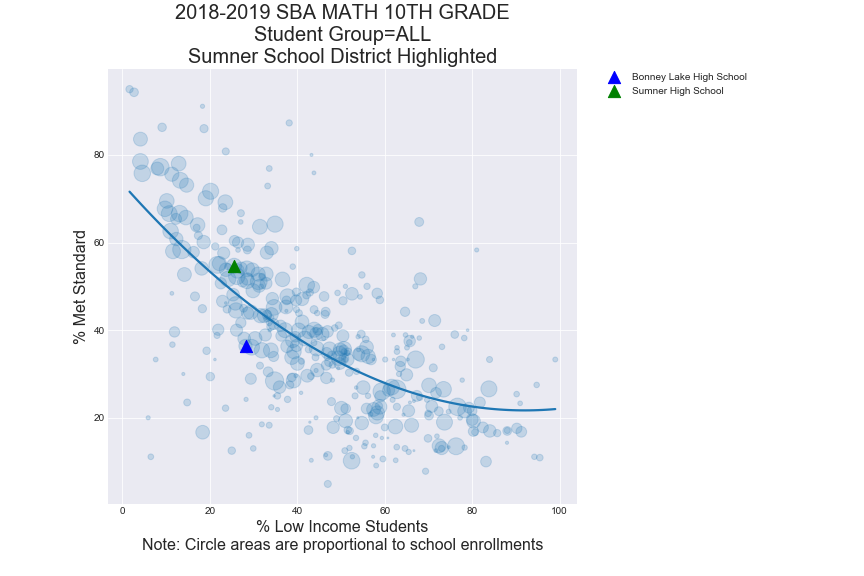 2018-2019 SBA MATH 10TH GRADE
Student Group=ALL
Sumner School District Highlighted
Bonney Lake High School
Sumner High School
% Met Standard
80
60
40
20
0 20 40 60 80 100
% Low Income Students
Note: Circle areas are proportional to school enrollments